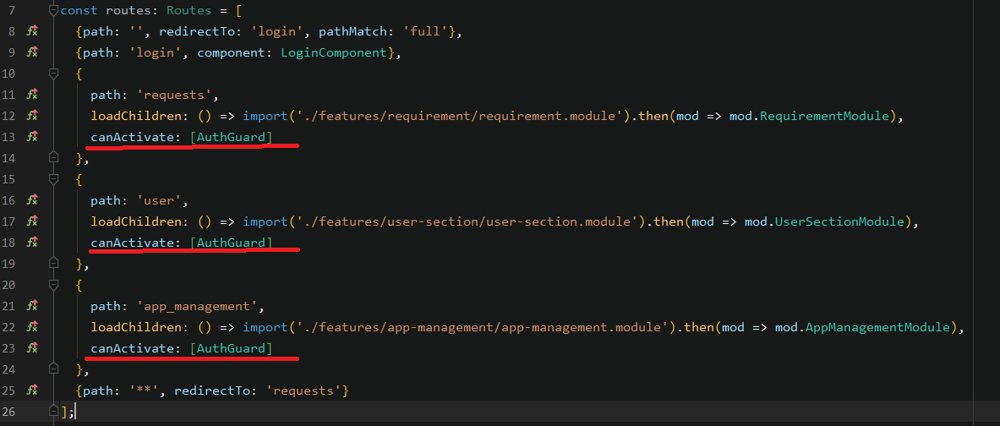 7 const routes: Routes = [
8 {path: '', redirectTo: 'login', pathMatch: 'full'},
9 {path: 'login', component: LoginComponent},
10 {
11 path: 'requests',
12 loadChildren: () => import('./features/requirement/requirement.module').then(mod => mod.RequirementModule),
13 canActivate: [AuthGuard]
14 },
15 {
16 path: 'user',
17 loadChildren: () => import('./features/user-section/user-section.module').then(mod => mod.UserSectionModule),
18 canActivate: [AuthGuard]
19 },
20 {
21 path: 'app_management',
22 loadChildren: () => import('./features/app-management/app-management.module').then(mod => mod.AppManagementModule),
23 canActivate: [AuthGuard]
24 },
25 {path: '**', redirectTo: 'requests'}
26 ];